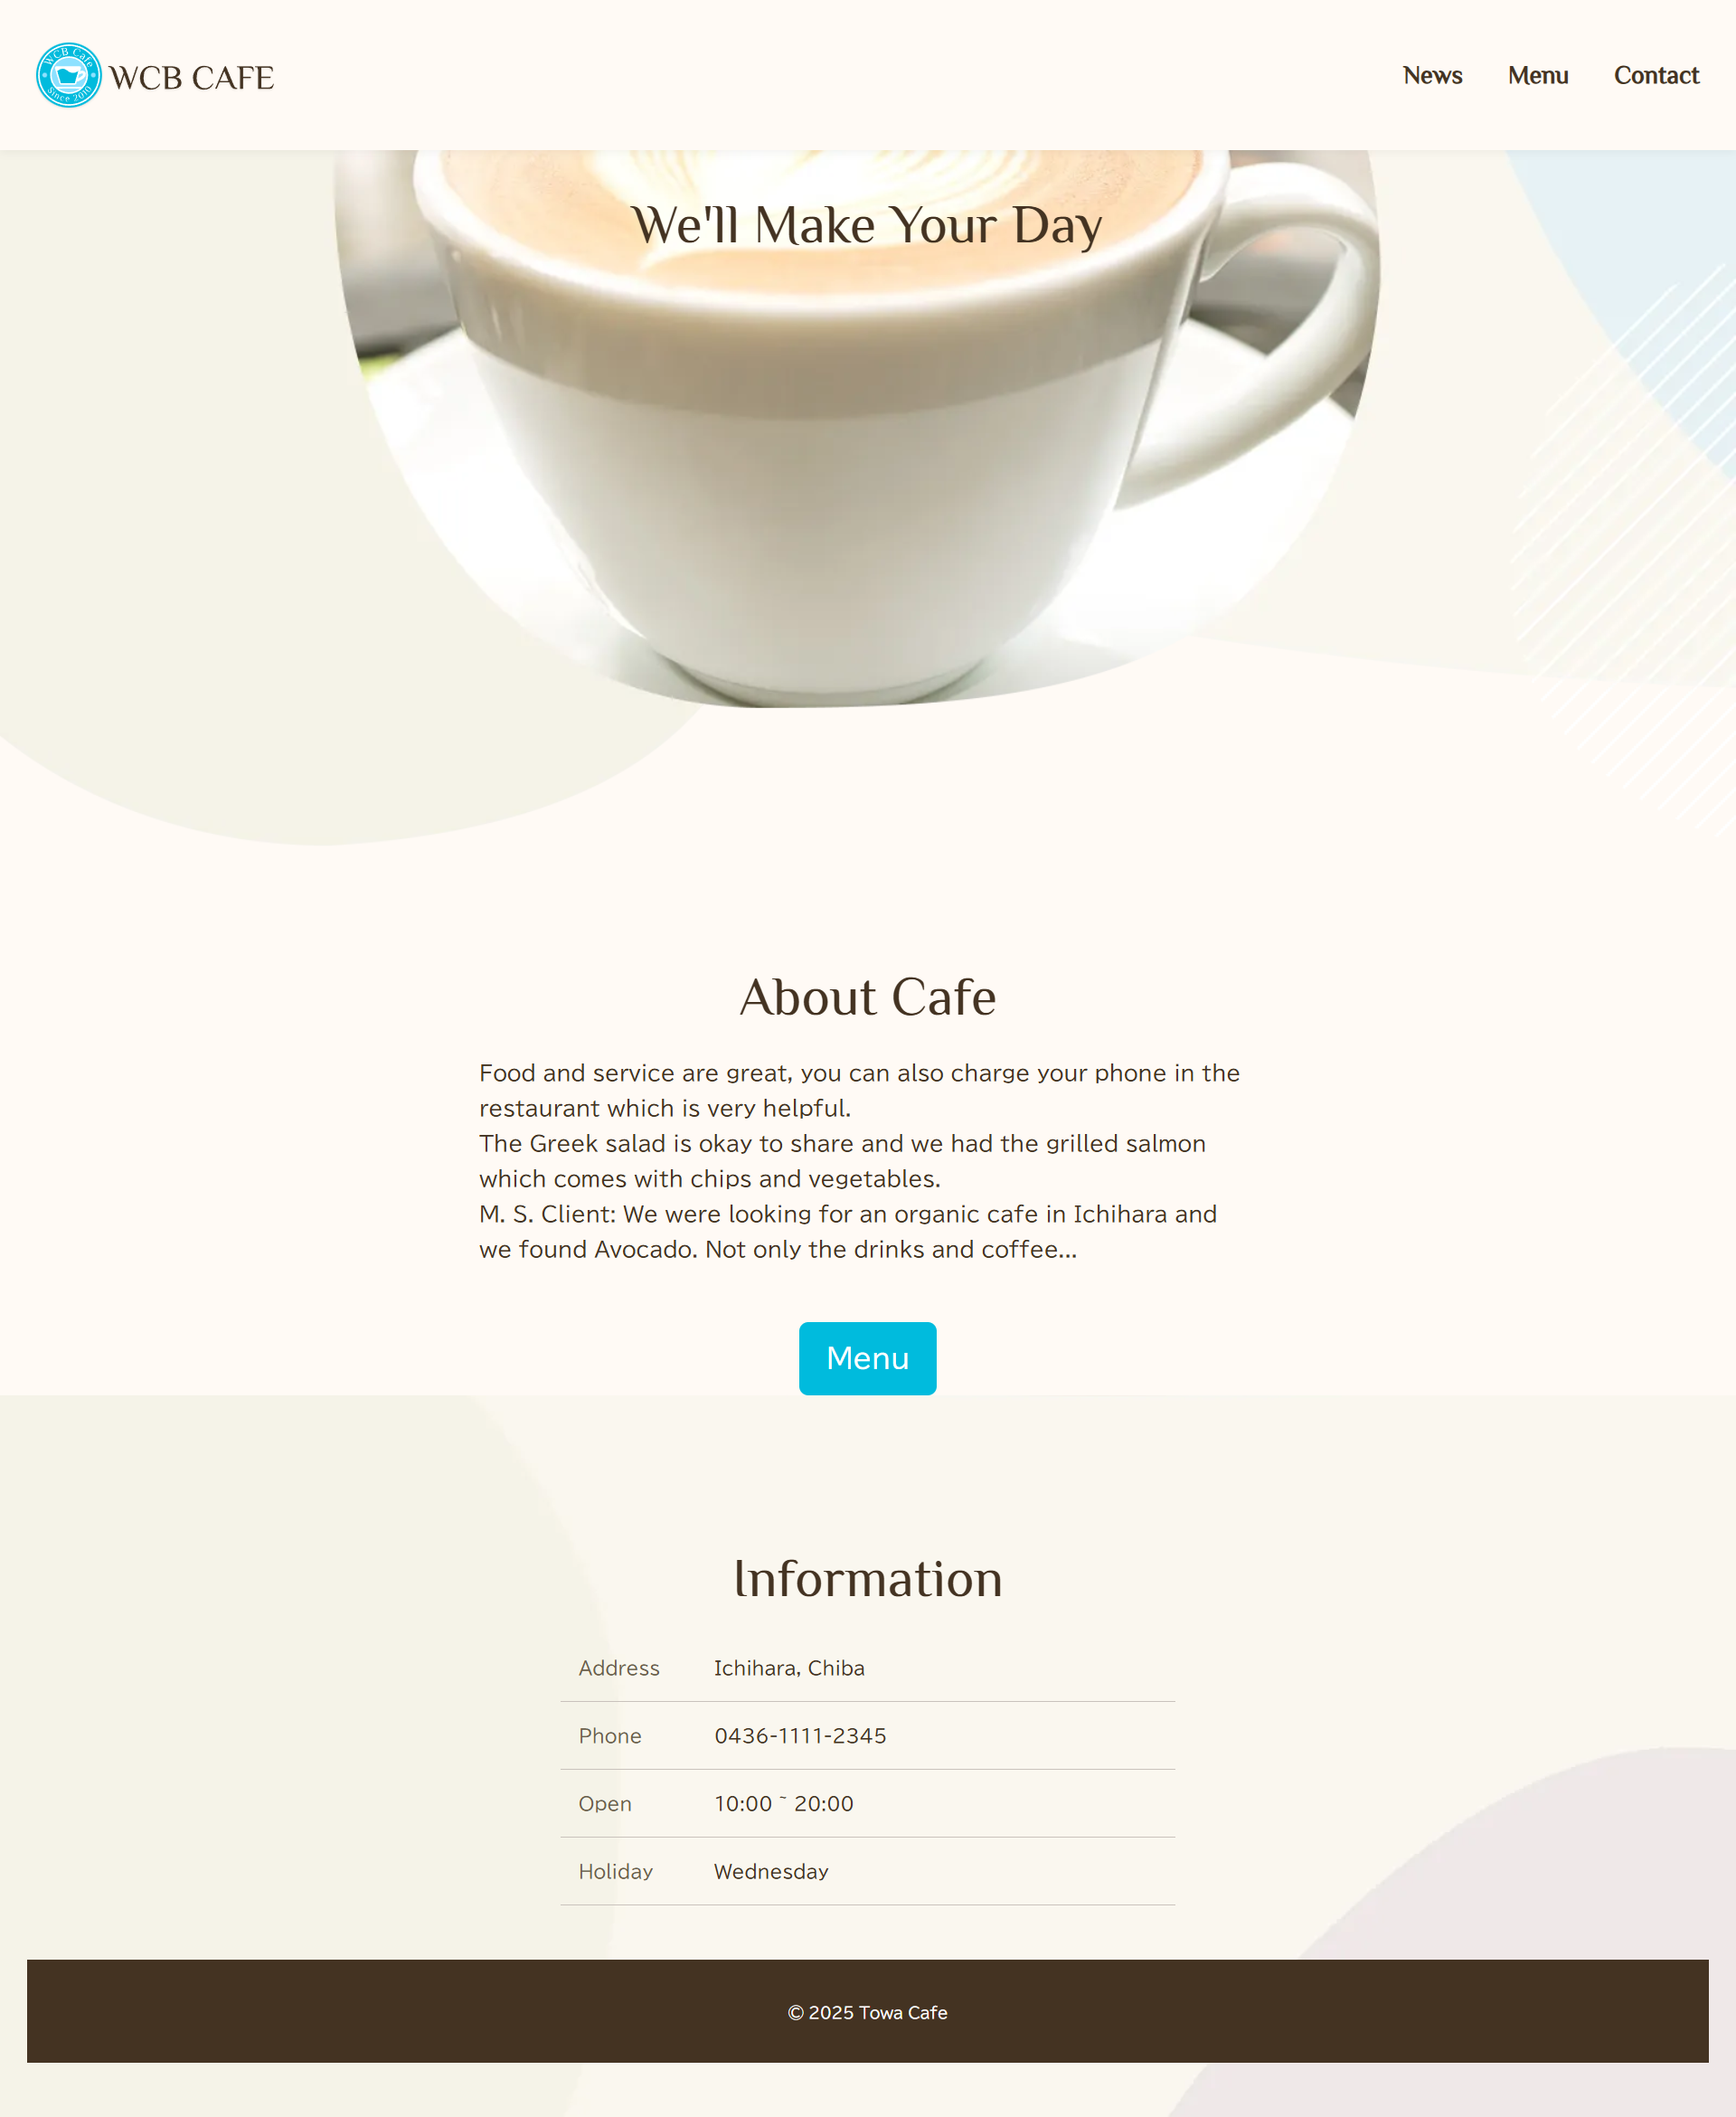 WCB Cafe
Since 2010
WCB CAFE
News
Menu
Contact
We'll Make Your Day
About Cafe
Food and service are great, you can also charge your phone in the
restaurant which is very helpful.
The Greek salad is okay to share and we had the grilled salmon
which comes with chips and vegetables.
M. S. Client: We were looking for an organic cafe in Ichihara and
we found Avocado. Not only the drinks and coffee...
Menu
Information
Address Ichihara, Chiba
Phone 0436-1111-2345
Open 10:00 ~ 20:00
Holiday Wednesday
© 2025 Towa Cafe